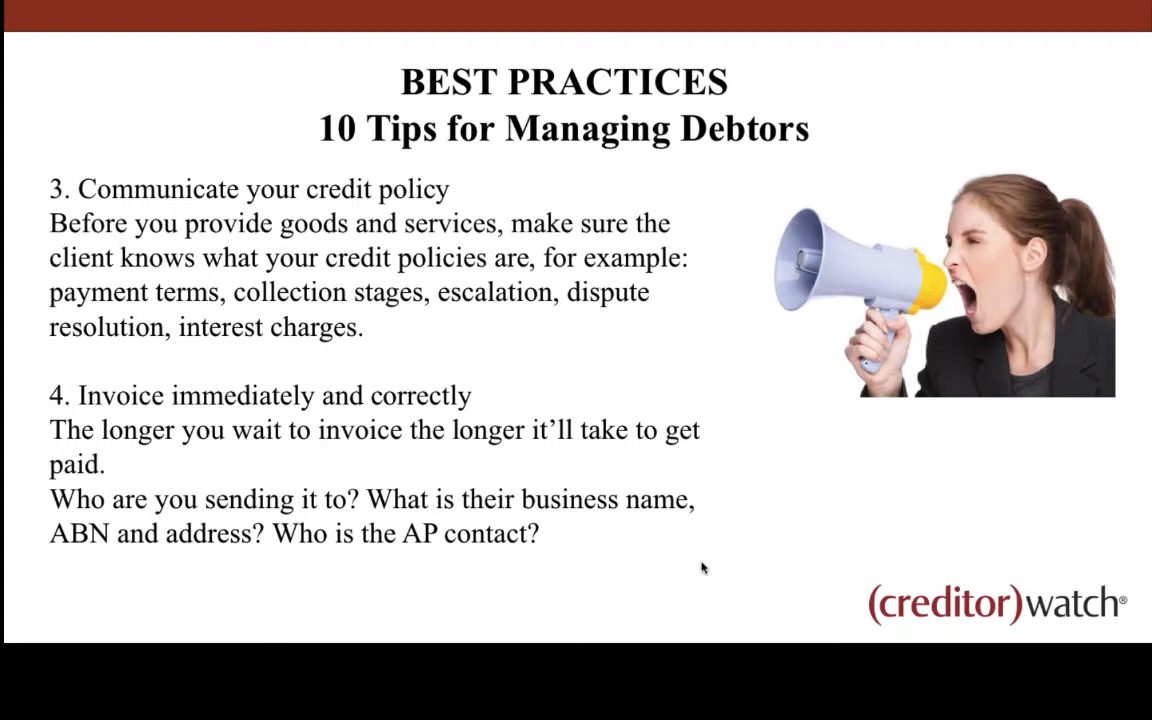 BEST PRACTICES
10 Tips for Managing Debtors
3. Communicate your credit policy
Before you provide goods and services, make sure the
client knows what your credit policies are, for example:
payment terms, collection stages, escalation, dispute
resolution, interest charges.
4. Invoice immediately and correctly
The longer you wait to invoice the longer it’ll take to get
paid.
Who are you sending it to? What is their business name,
ABN and address? Who is the AP contact?
(creditor)watch®